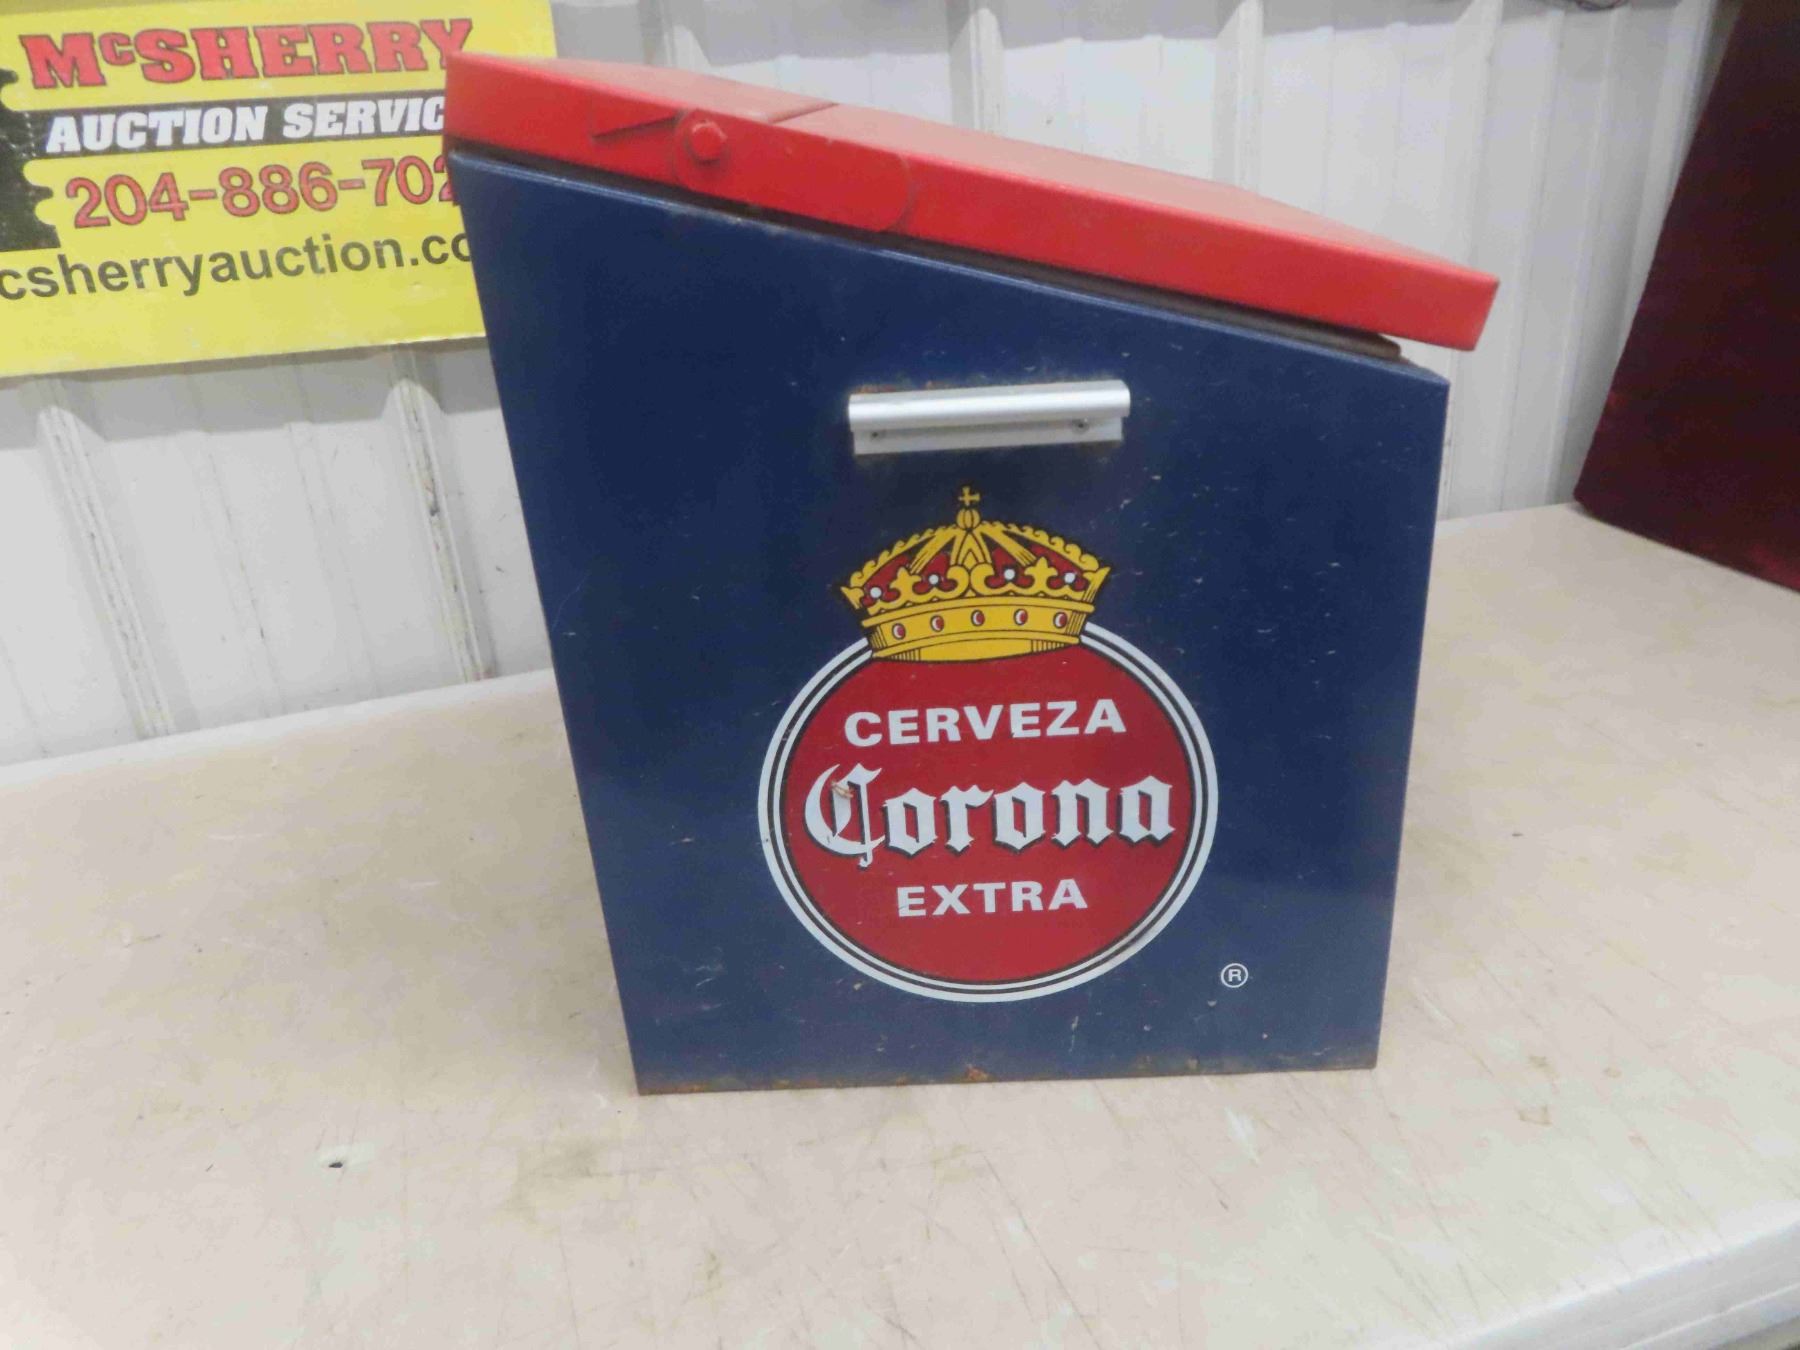 McSHERRY
AUCTION SERVIC
204-886-702
csherryauction.co
CERVEZA
Corona
EXTRA
®